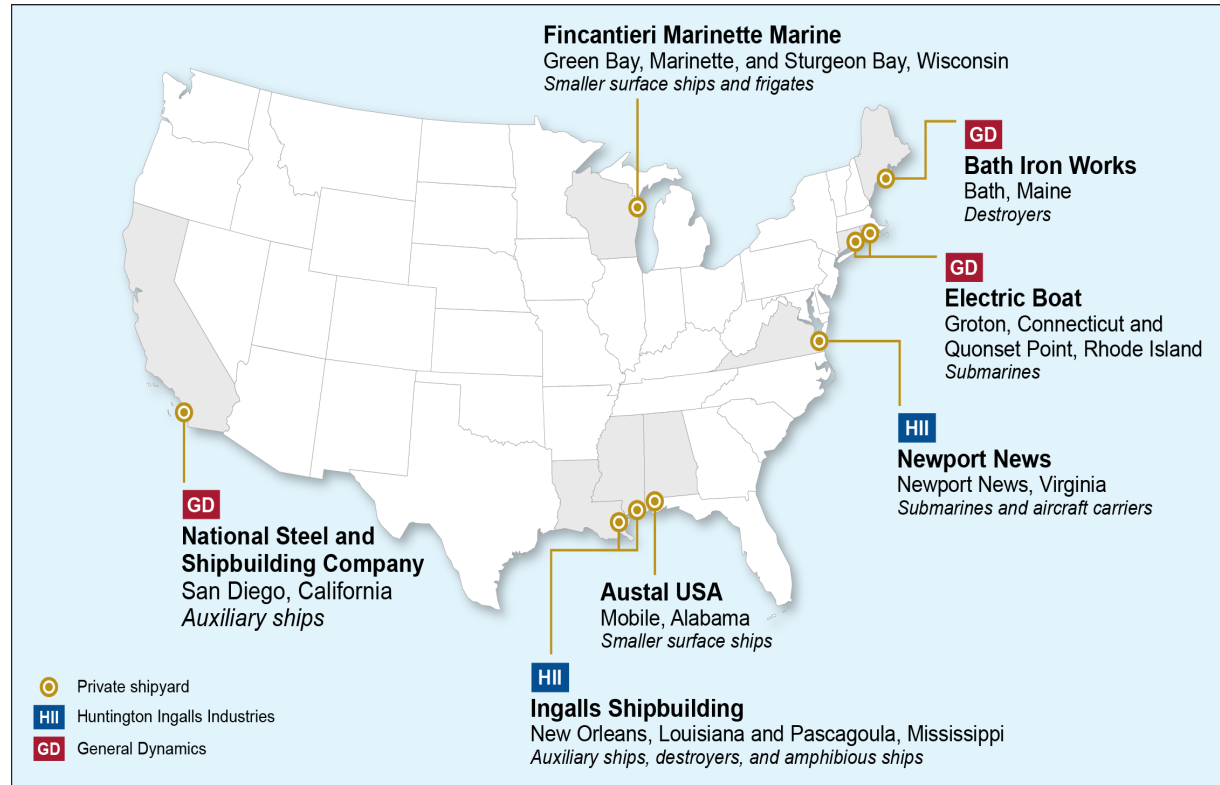 Fincantieri Marinette Marine
Green Bay, Marinette, and Sturgeon Bay, Wisconsin
Smaller surface ships and frigates
GD
Bath Iron Works
Bath, Maine
Destroyers
GD
Electric Boat
Groton, Connecticut and
Quonset Point, Rhode Island
Submarines
HII
Newport News
Newport News, Virginia
Submarines and aircraft carriers
GD
National Steel and
Shipbuilding Company
San Diego, California
Auxiliary ships
Austal USA
Mobile, Alabama
Smaller surface ships
HII
Ingalls Shipbuilding
New Orleans, Louisiana and Pascagoula, Mississippi
Auxiliary ships, destroyers, and amphibious ships
Private shipyard
HII Huntington Ingalls Industries
GD General Dynamics